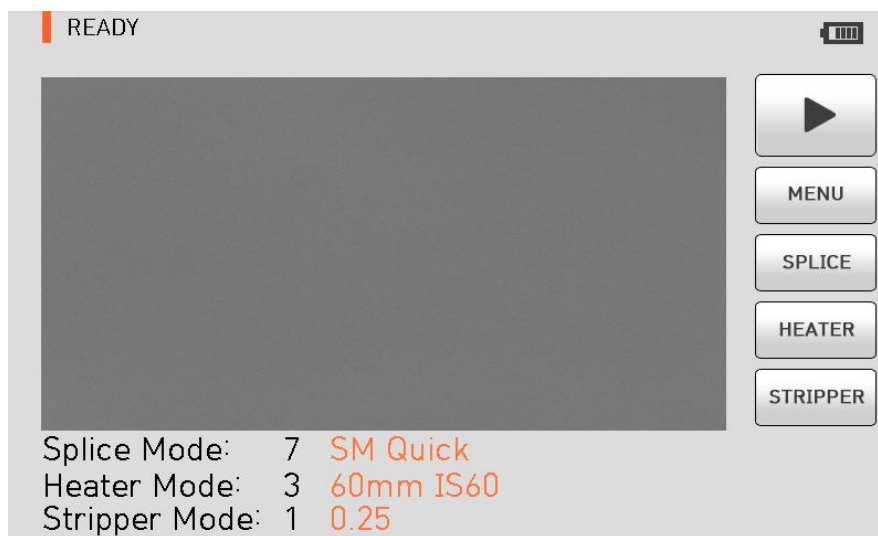 READY
MENU
SPLICE
HEATER
STRIPPER
Splice Mode: 7 SM Quick
Heater Mode: 3 60mm IS60
Stripper Mode: 1 0.25